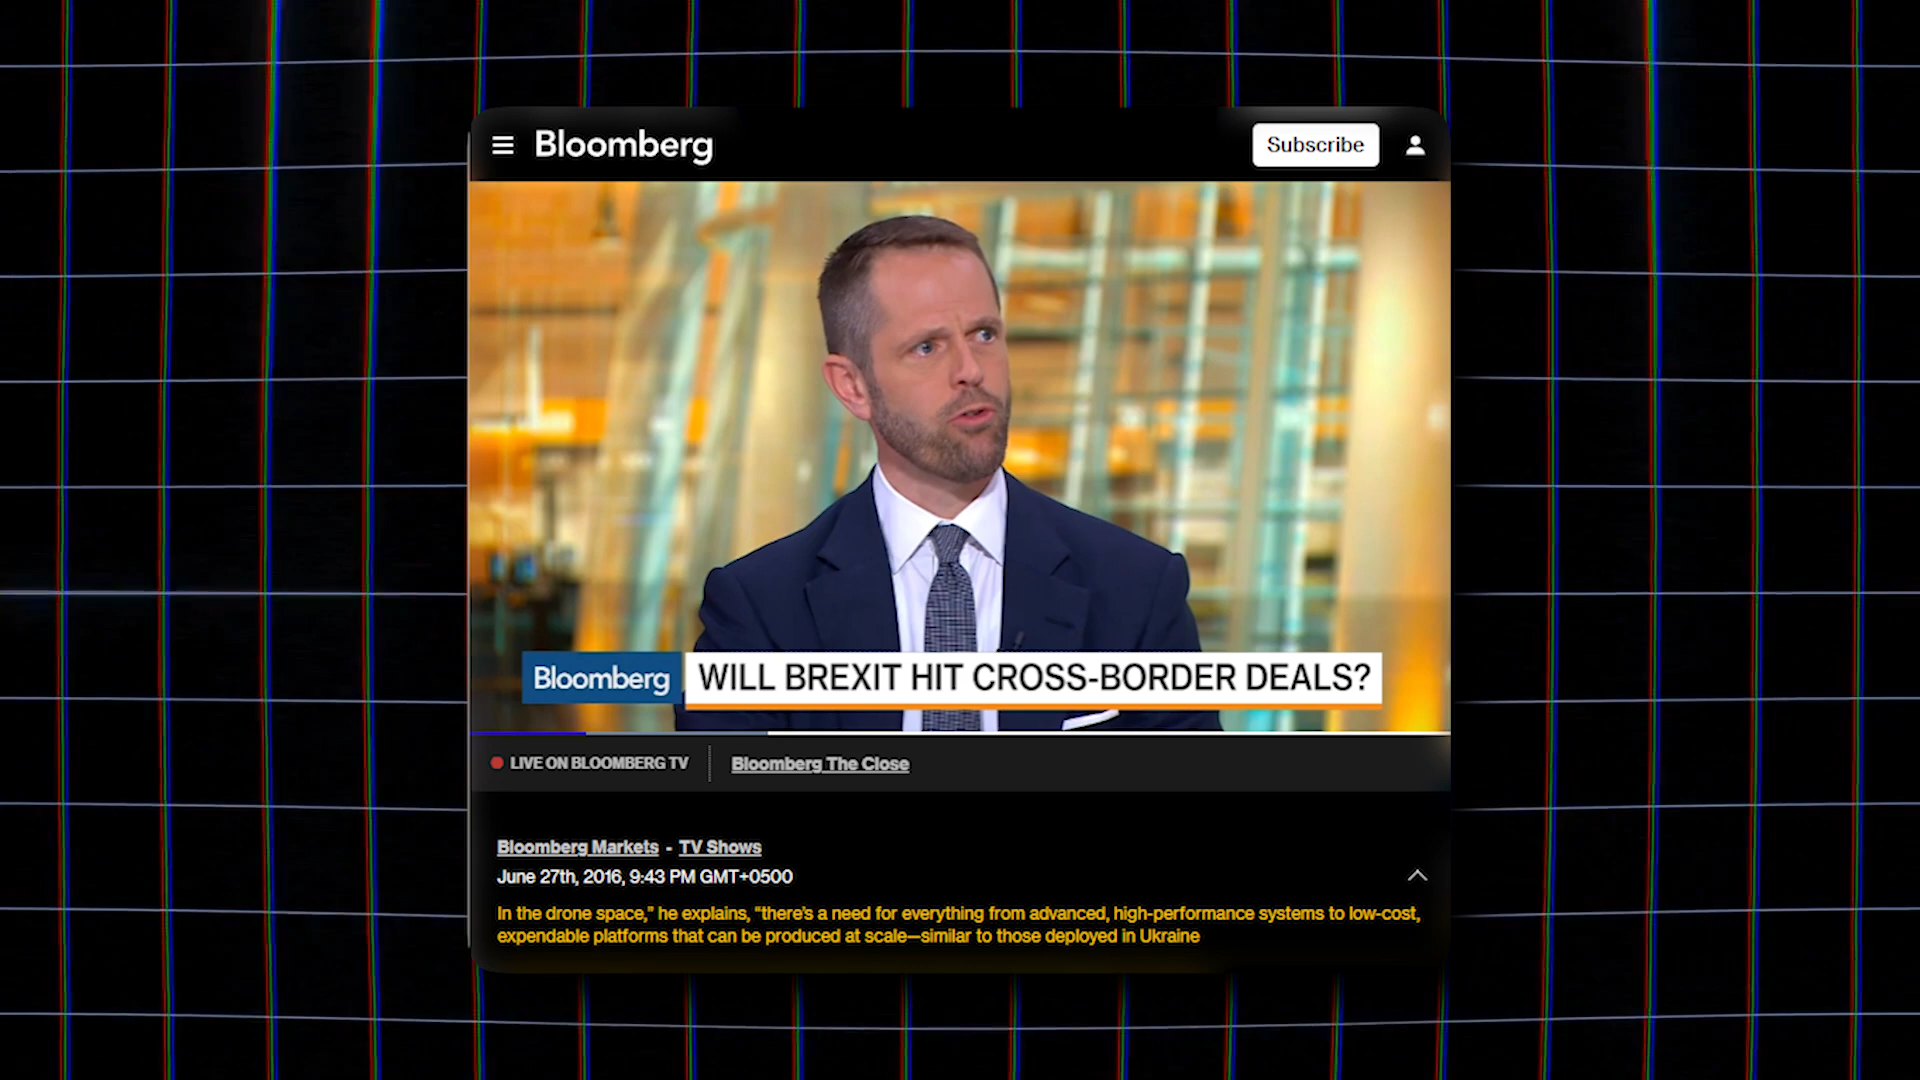 Bloomberg
Subscribe
Bloomberg WILL BREXIT HIT CROSS-BORDER DEALS?
LIVE ON BLOOMBERG TV Bloomberg The Close
Bloomberg Markets - TV Shows
June 27th, 2016, 9:43 PM GMT+0500
In the drone space,” he explains, “there’s a need for everything from advanced, high-performance systems to low-cost,
expendable platforms that can be produced at scale—similar to those deployed in Ukraine